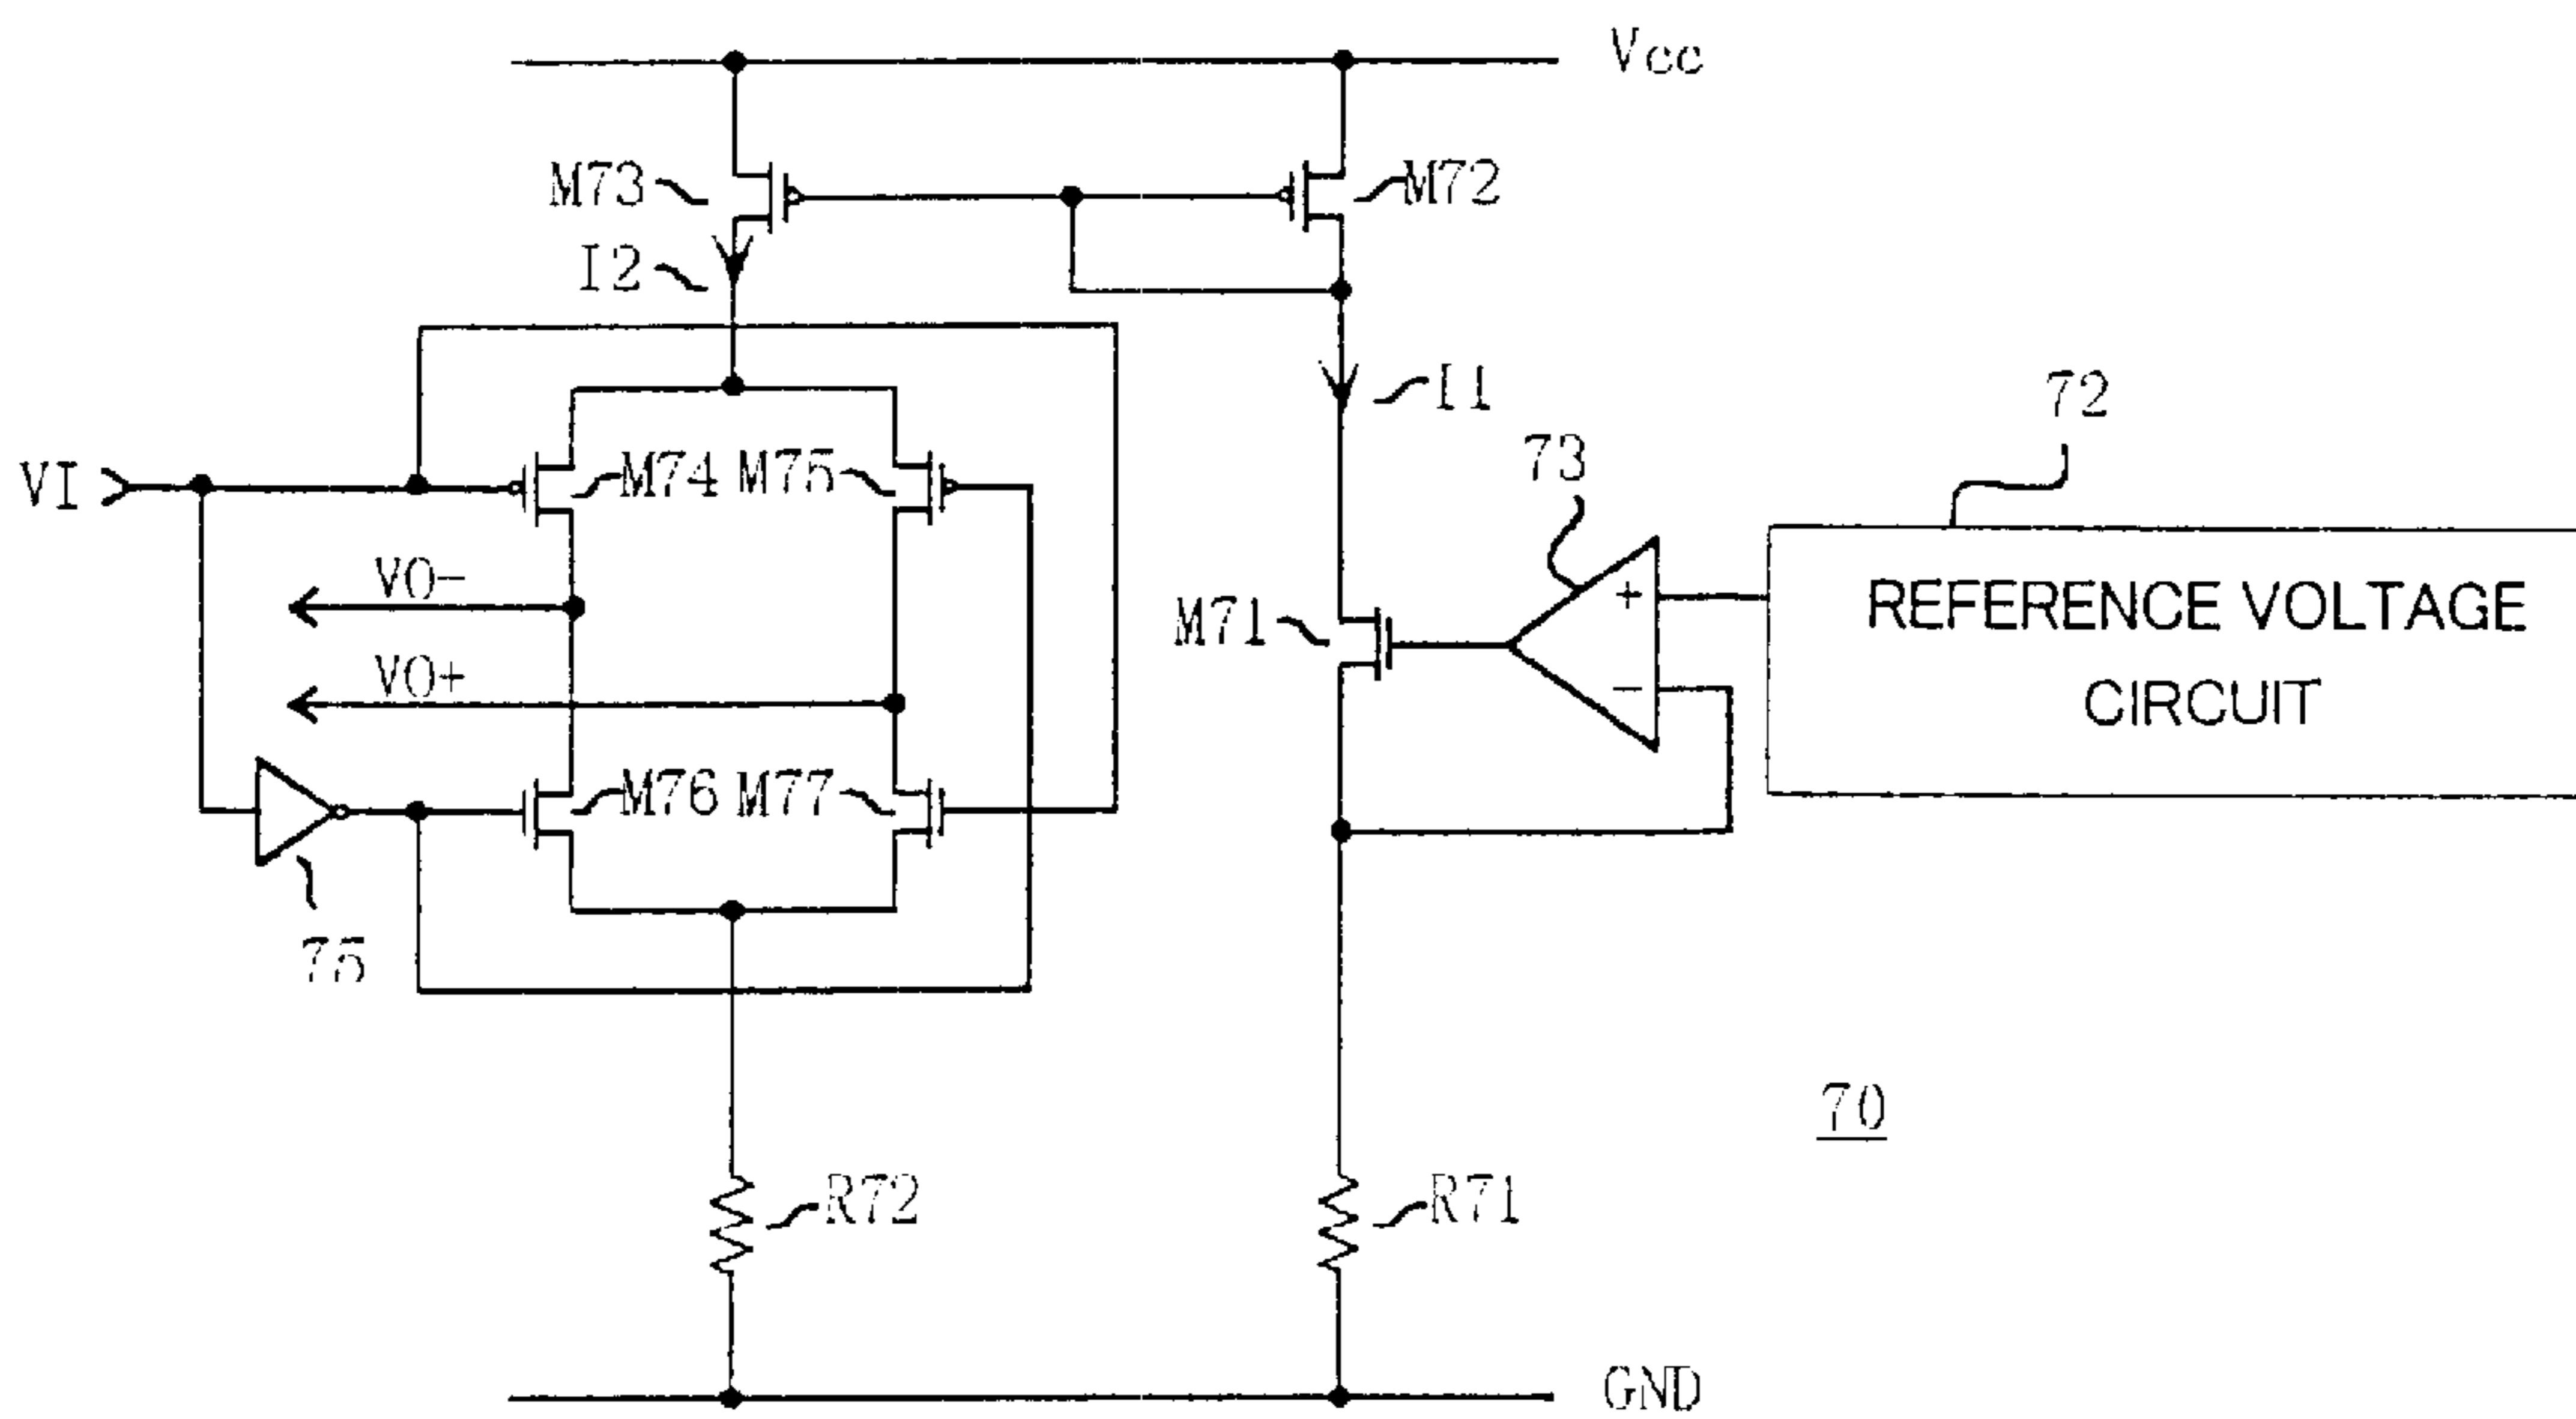 Vcc
M73
M72
I2
I1
72
73
VI
M74
M75
VO-
REFERENCE VOLTAGE
CIRCUIT
+
M71
VO+
-
M76
M77
75
70
R72
R71
GND